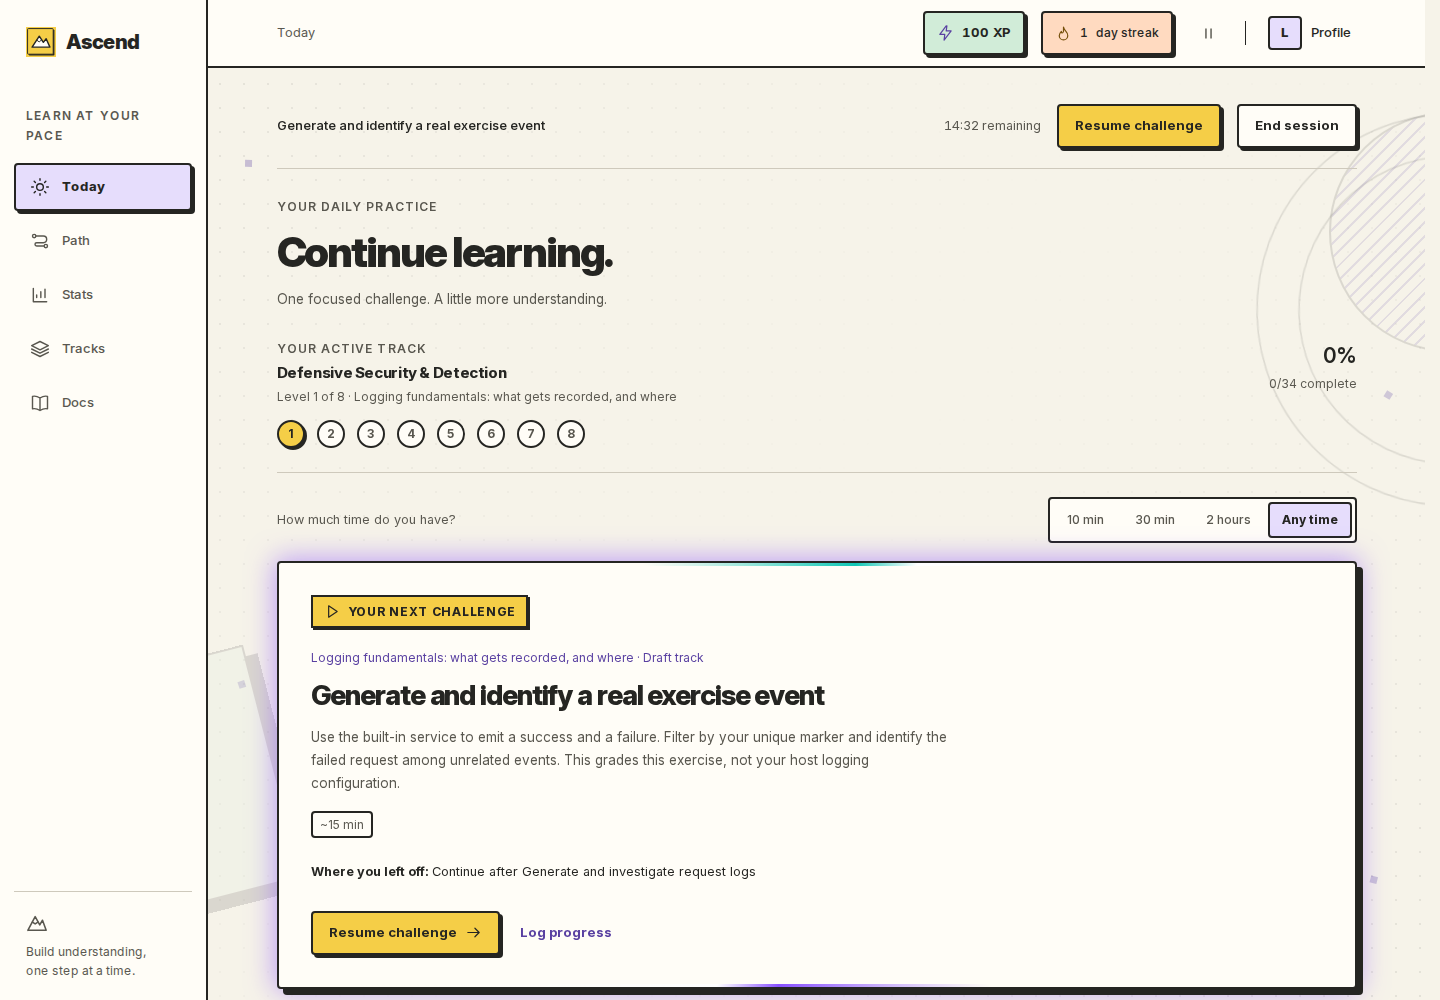 Ascend
LEARN AT YOUR
PACE
Today
Path
Stats
Tracks
Docs
Build understanding,
one step at a time.
Today
100 XP
1 day streak
L
Profile
Generate and identify a real exercise event
14:32 remaining
Resume challenge
End session
YOUR DAILY PRACTICE
Continue learning.
One focused challenge. A little more understanding.
YOUR ACTIVE TRACK
Defensive Security & Detection
Level 1 of 8 · Logging fundamentals: what gets recorded, and where
0%
0/34 complete
1 2 3 4 5 6 7 8
How much time do you have?
10 min 30 min 2 hours Any time
YOUR NEXT CHALLENGE
Logging fundamentals: what gets recorded, and where · Draft track
Generate and identify a real exercise event
Use the built-in service to emit a success and a failure. Filter by your unique marker and identify the
failed request among unrelated events. This grades this exercise, not your host logging
configuration.
~15 min
Where you left off: Continue after Generate and investigate request logs
Resume challenge
Log progress